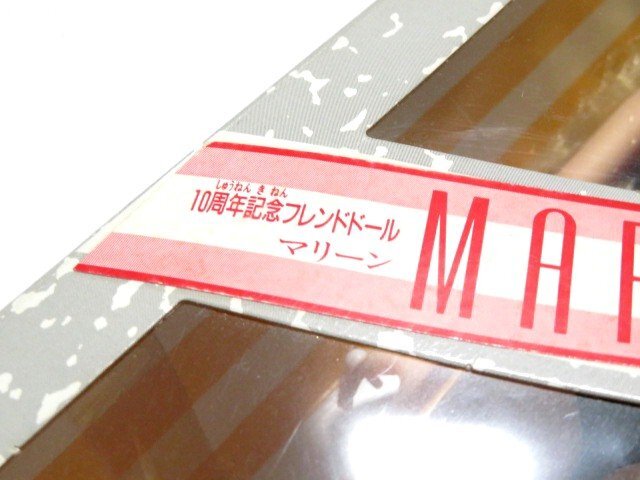 しゅうねん き ねん
10周年記念フレンドドール
マリーン
MAR